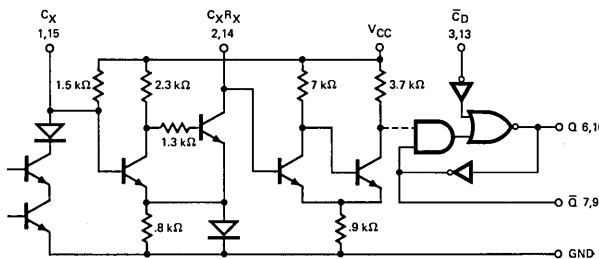 C̅X
1,15
CXRX
2,14
VCC
C̅D
3,13
1.5 kΩ
2.3 kΩ
7 kΩ
3.7 kΩ
1.3 kΩ
.8 kΩ
.9 kΩ
Q 6,10
Q̅ 7,9
GND